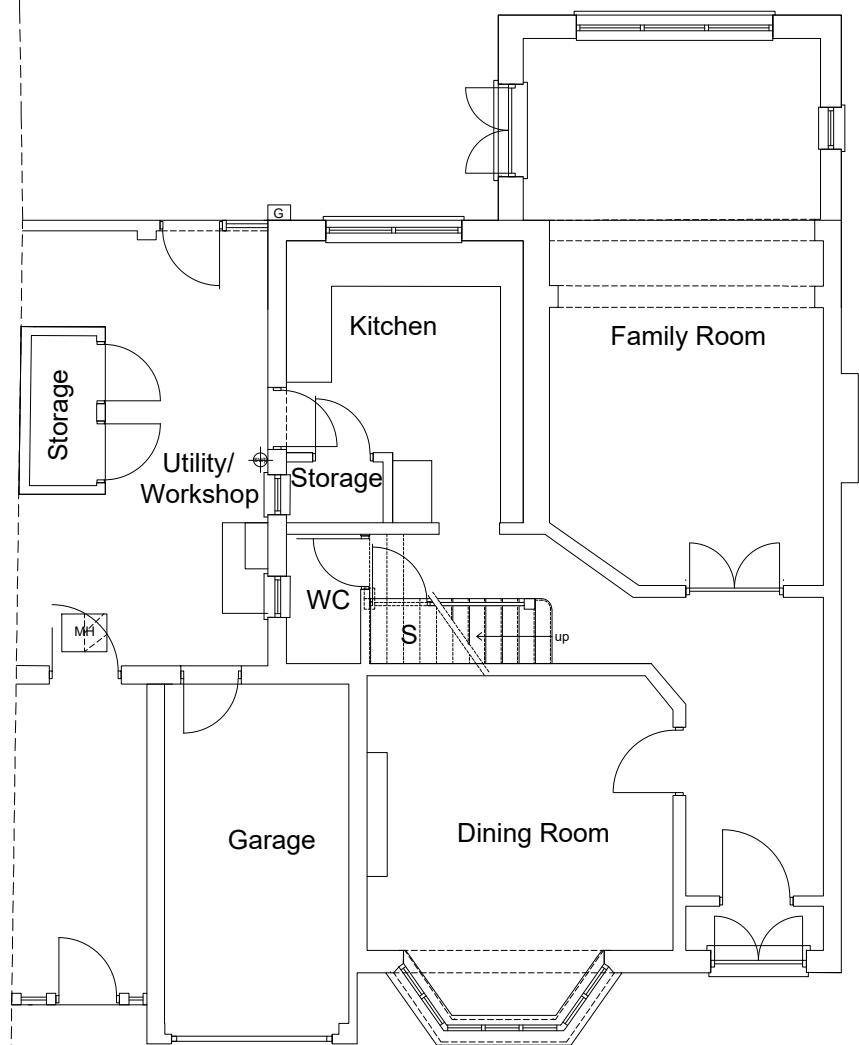 G
Kitchen
Family Room
Storage
Utility/
Workshop
Storage
WC
MH
S
up
Garage
Dining Room